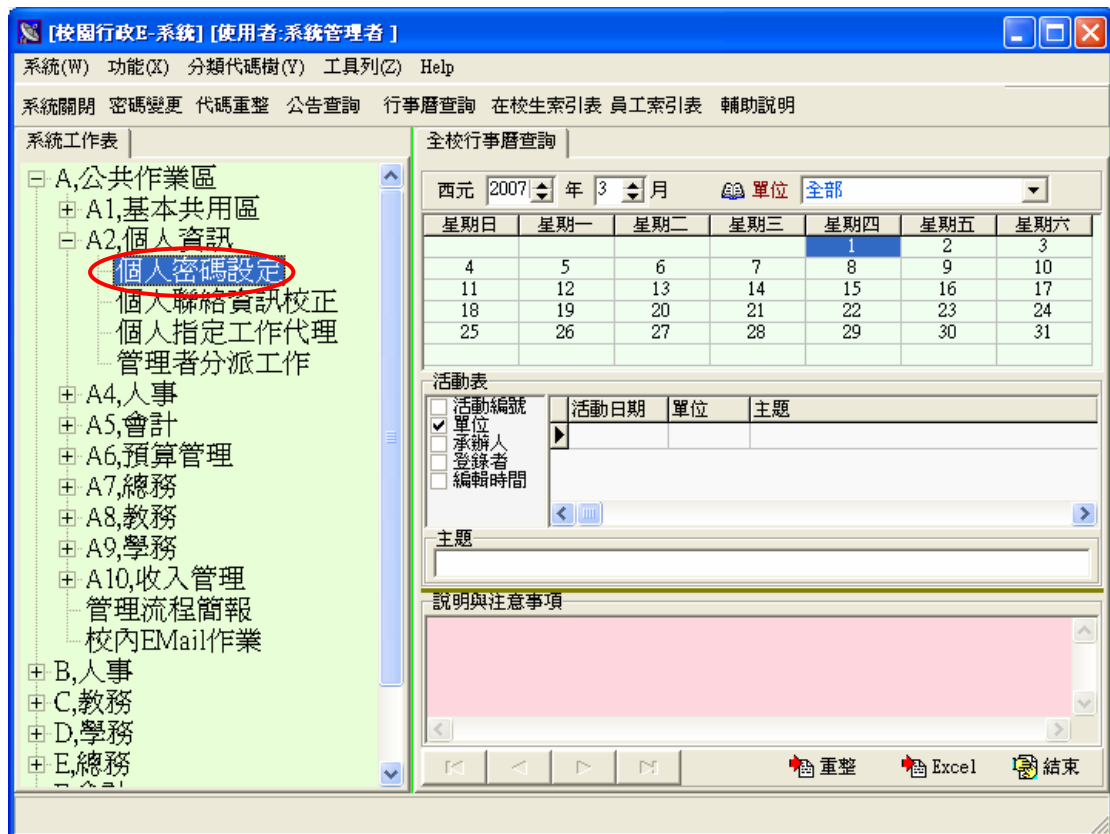 [校園行政E-系統] [使用者:系統管理者 ]
系統(W) 功能(X) 分類代碼樹(Y) 工具列(Z) Help
系統關閉 密碼變更 代碼重整 公告查詢 行事曆查詢 在校生索引表 員工索引表 輔助說明
系統工作表
A,公共作業區
A1,基本共用區
A2,個人資訊
個人密碼設定
個人聯絡資訊校正
個人指定工作代理
管理者分派工作
A4,人事
A5,會計
A6,預算管理
A7,總務
A8,教務
A9,學務
A10,收入管理
管理流程簡報
校內EMail作業
B,人事
C,教務
D,學務
E,總務
全校行事曆查詢
西元 2007 年 3 月 單位 全部
星期日 星期一 星期二 星期三 星期四 星期五 星期六
1 2 3
4 5 6 7 8 9 10
11 12 13 14 15 16 17
18 19 20 21 22 23 24
25 26 27 28 29 30 31
活動表
活動編號
單位
承辦人
登錄者
編輯時間
活動日期 單位 主題
主題
說明與注意事項
重整 Excel 結束